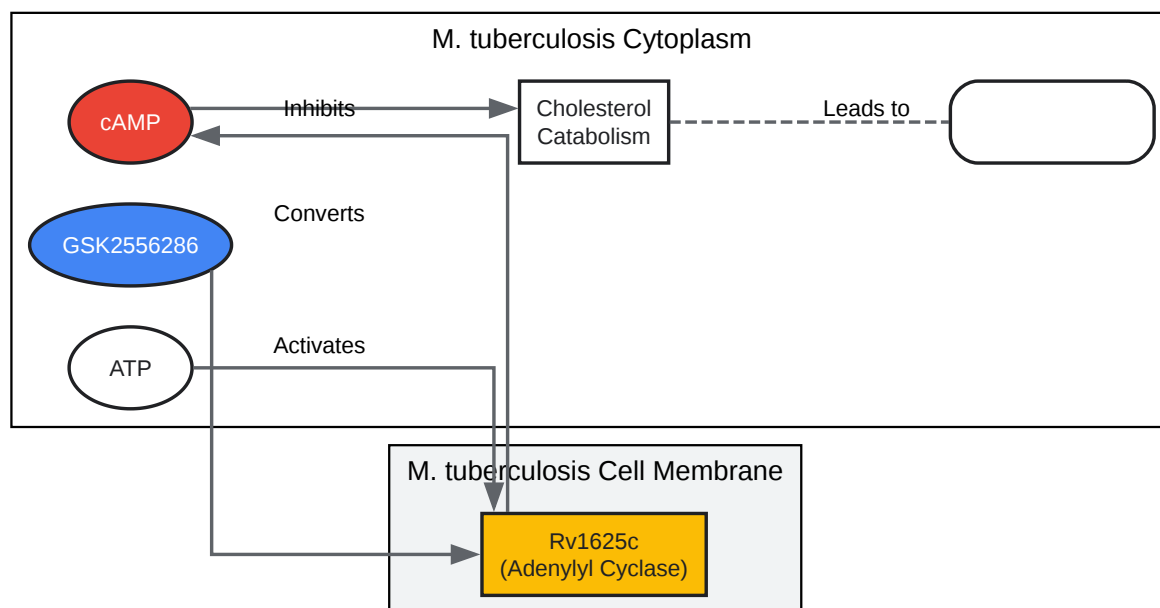 M. tuberculosis Cytoplasm
cAMP
Inhibits
Cholesterol
Catabolism
Leads to
Converts
GSK2556286
ATP
Activates
M. tuberculosis Cell Membrane
Rv1625c
(Adenylyl Cyclase)